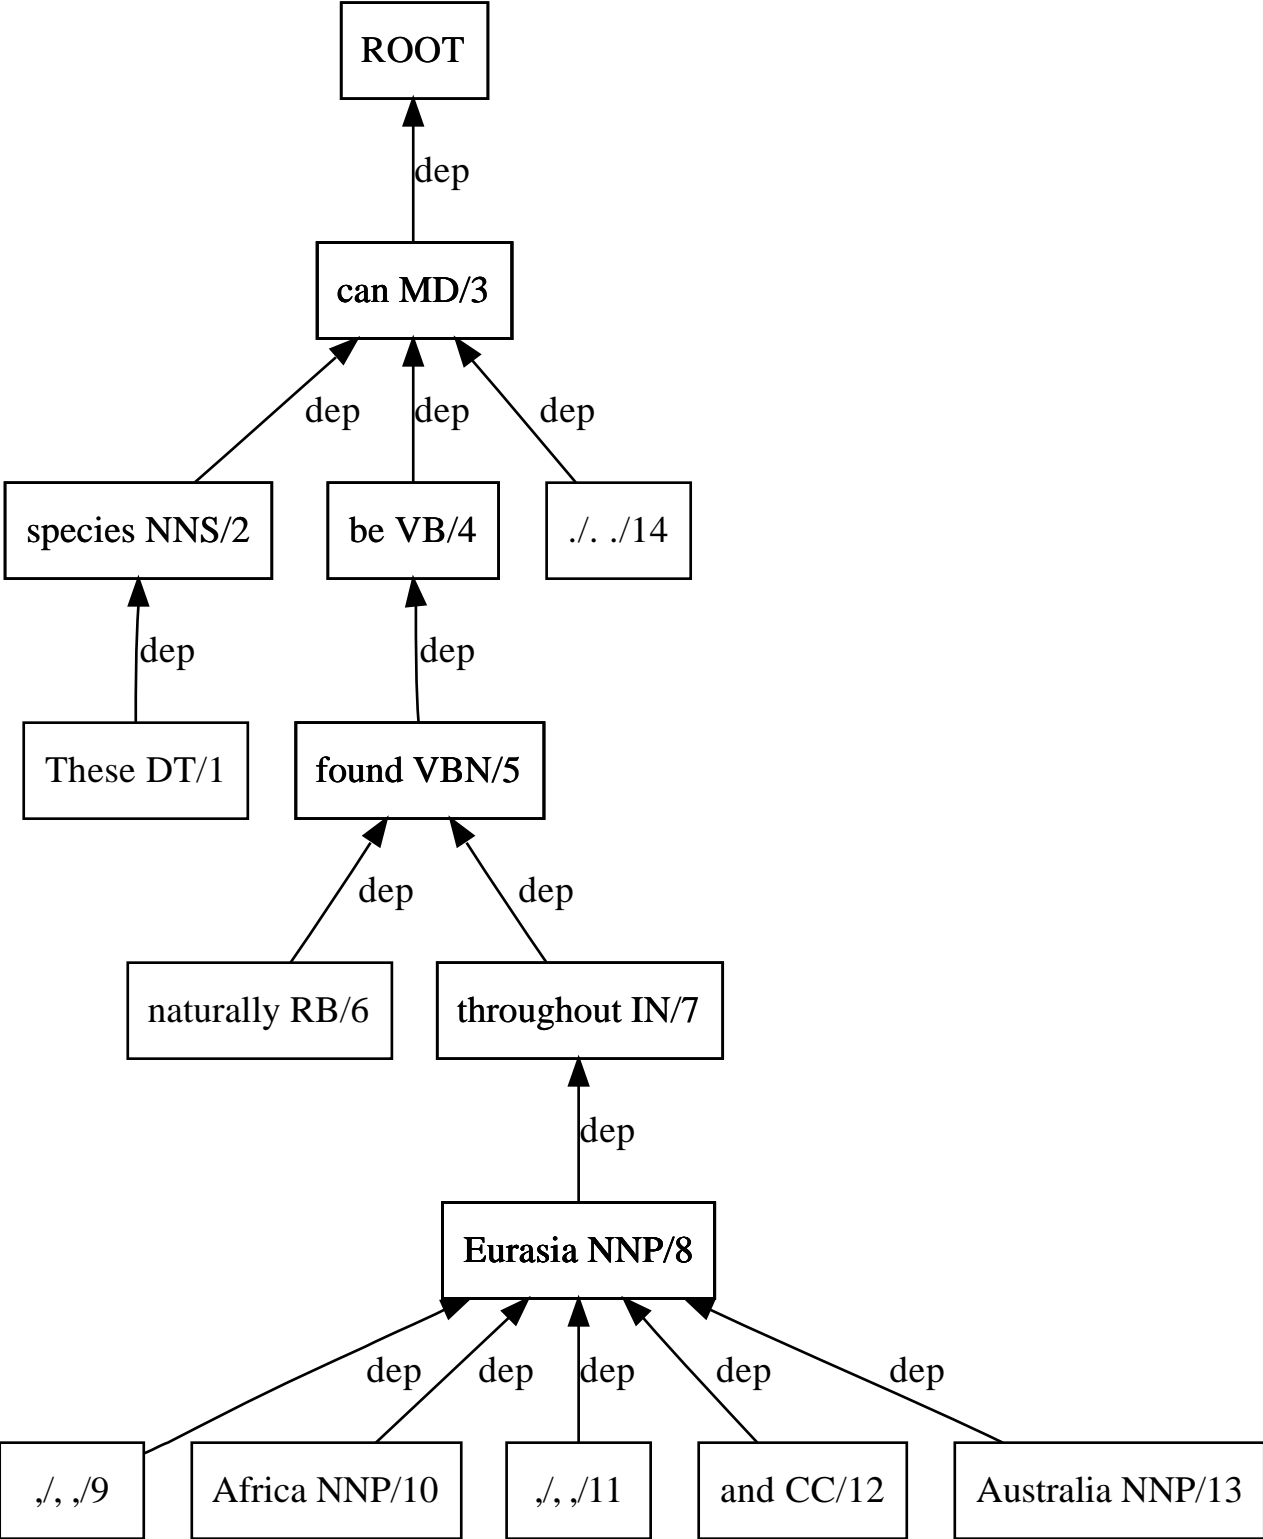 ROOT
dep
can MD/3
dep dep dep
species NNS/2 be VB/4 ./. ./14
dep dep
These DT/1 found VBN/5
dep dep
naturally RB/6 throughout IN/7
dep
Eurasia NNP/8
dep dep dep dep dep
,/, ,/9 Africa NNP/10 ,/, ,/11 and CC/12 Australia NNP/13